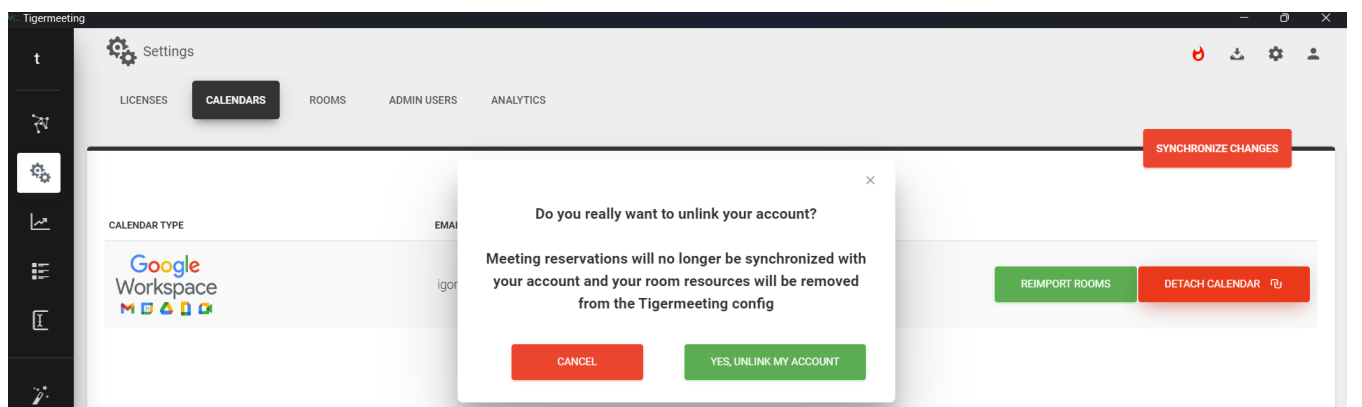 Tigermeeting
t
Settings
LICENSES CALENDARS ROOMS ADMIN USERS ANALYTICS
SYNCHRONIZE CHANGES
Do you really want to unlink your account?
Meeting reservations will no longer be synchronized with
your account and your room resources will be removed
from the Tigermeeting config
CANCEL YES, UNLINK MY ACCOUNT
CALENDAR TYPE EMAI
Google
Workspace
igor
REIMPORT ROOMS DETACH CALENDAR